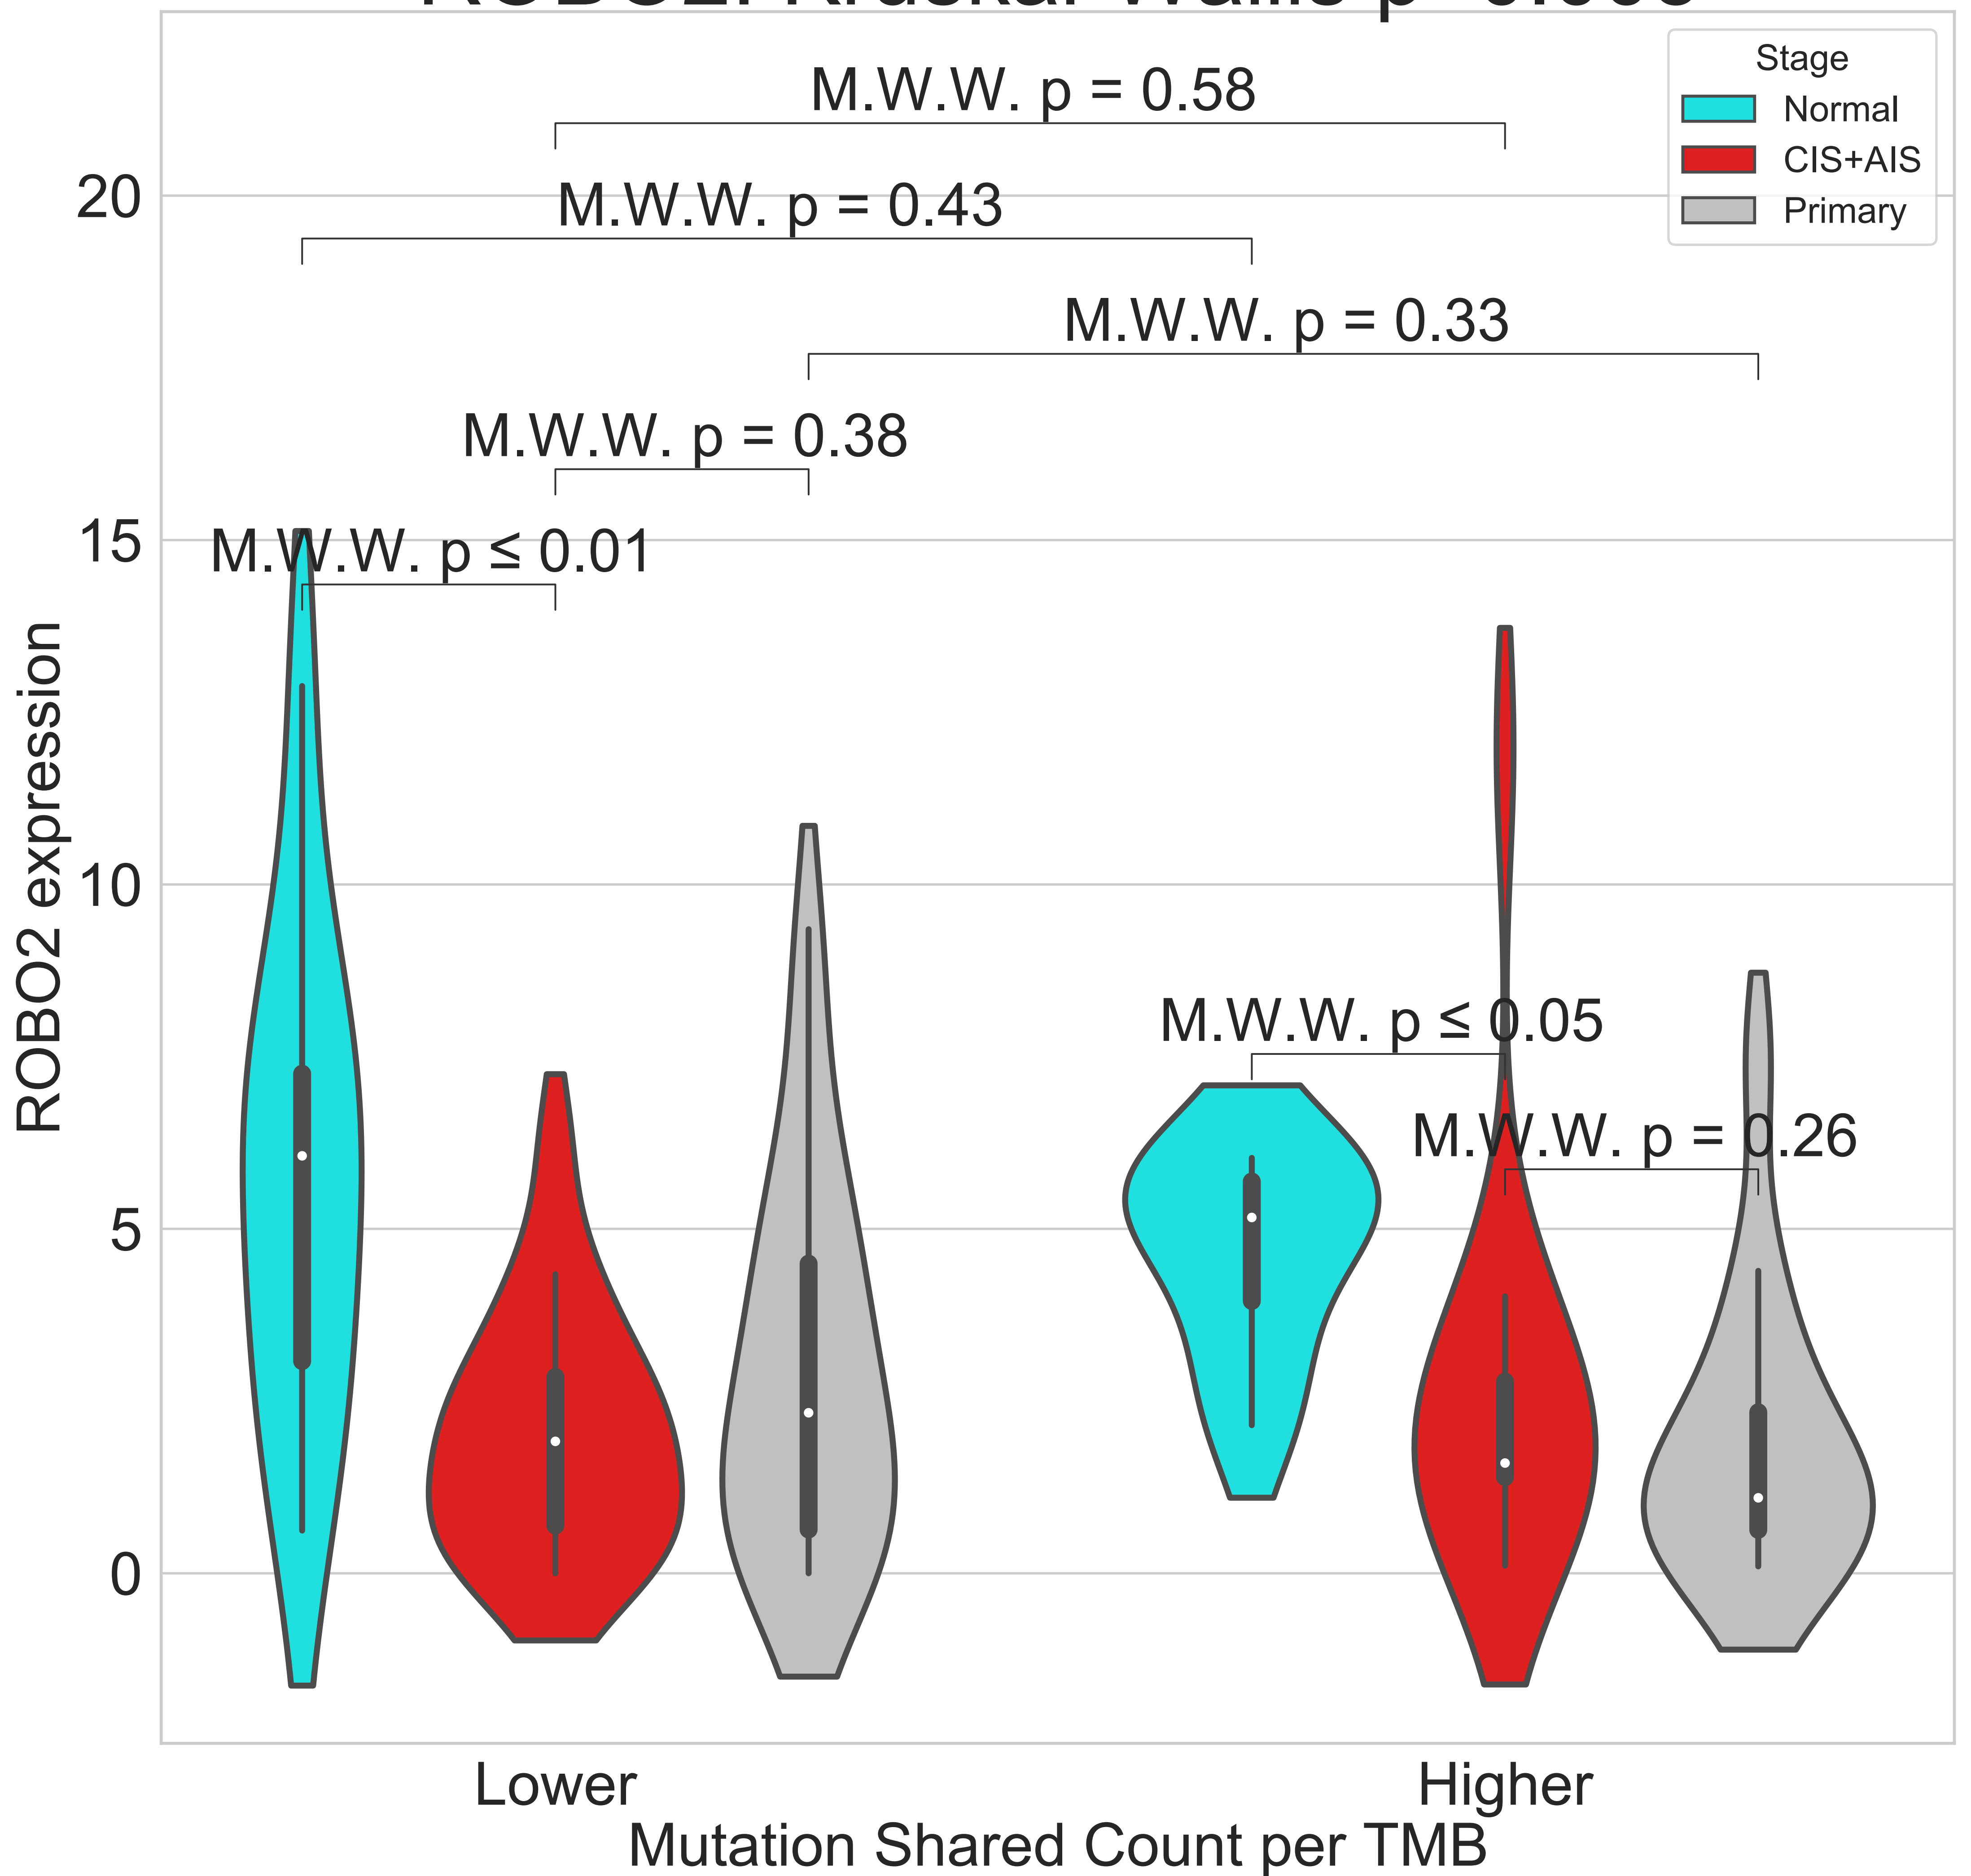 Stage
Normal
CIS+AIS
Primary
M.W.W. p = 0.58
M.W.W. p = 0.43
M.W.W. p = 0.33
M.W.W. p = 0.38
M.W.W. p ≤ 0.01
M.W.W. p ≤ 0.05
M.W.W. p = 0.26
20
15
10
5
0
ROBO2 expression
Lower
Higher
Mutation Shared Count per TMB